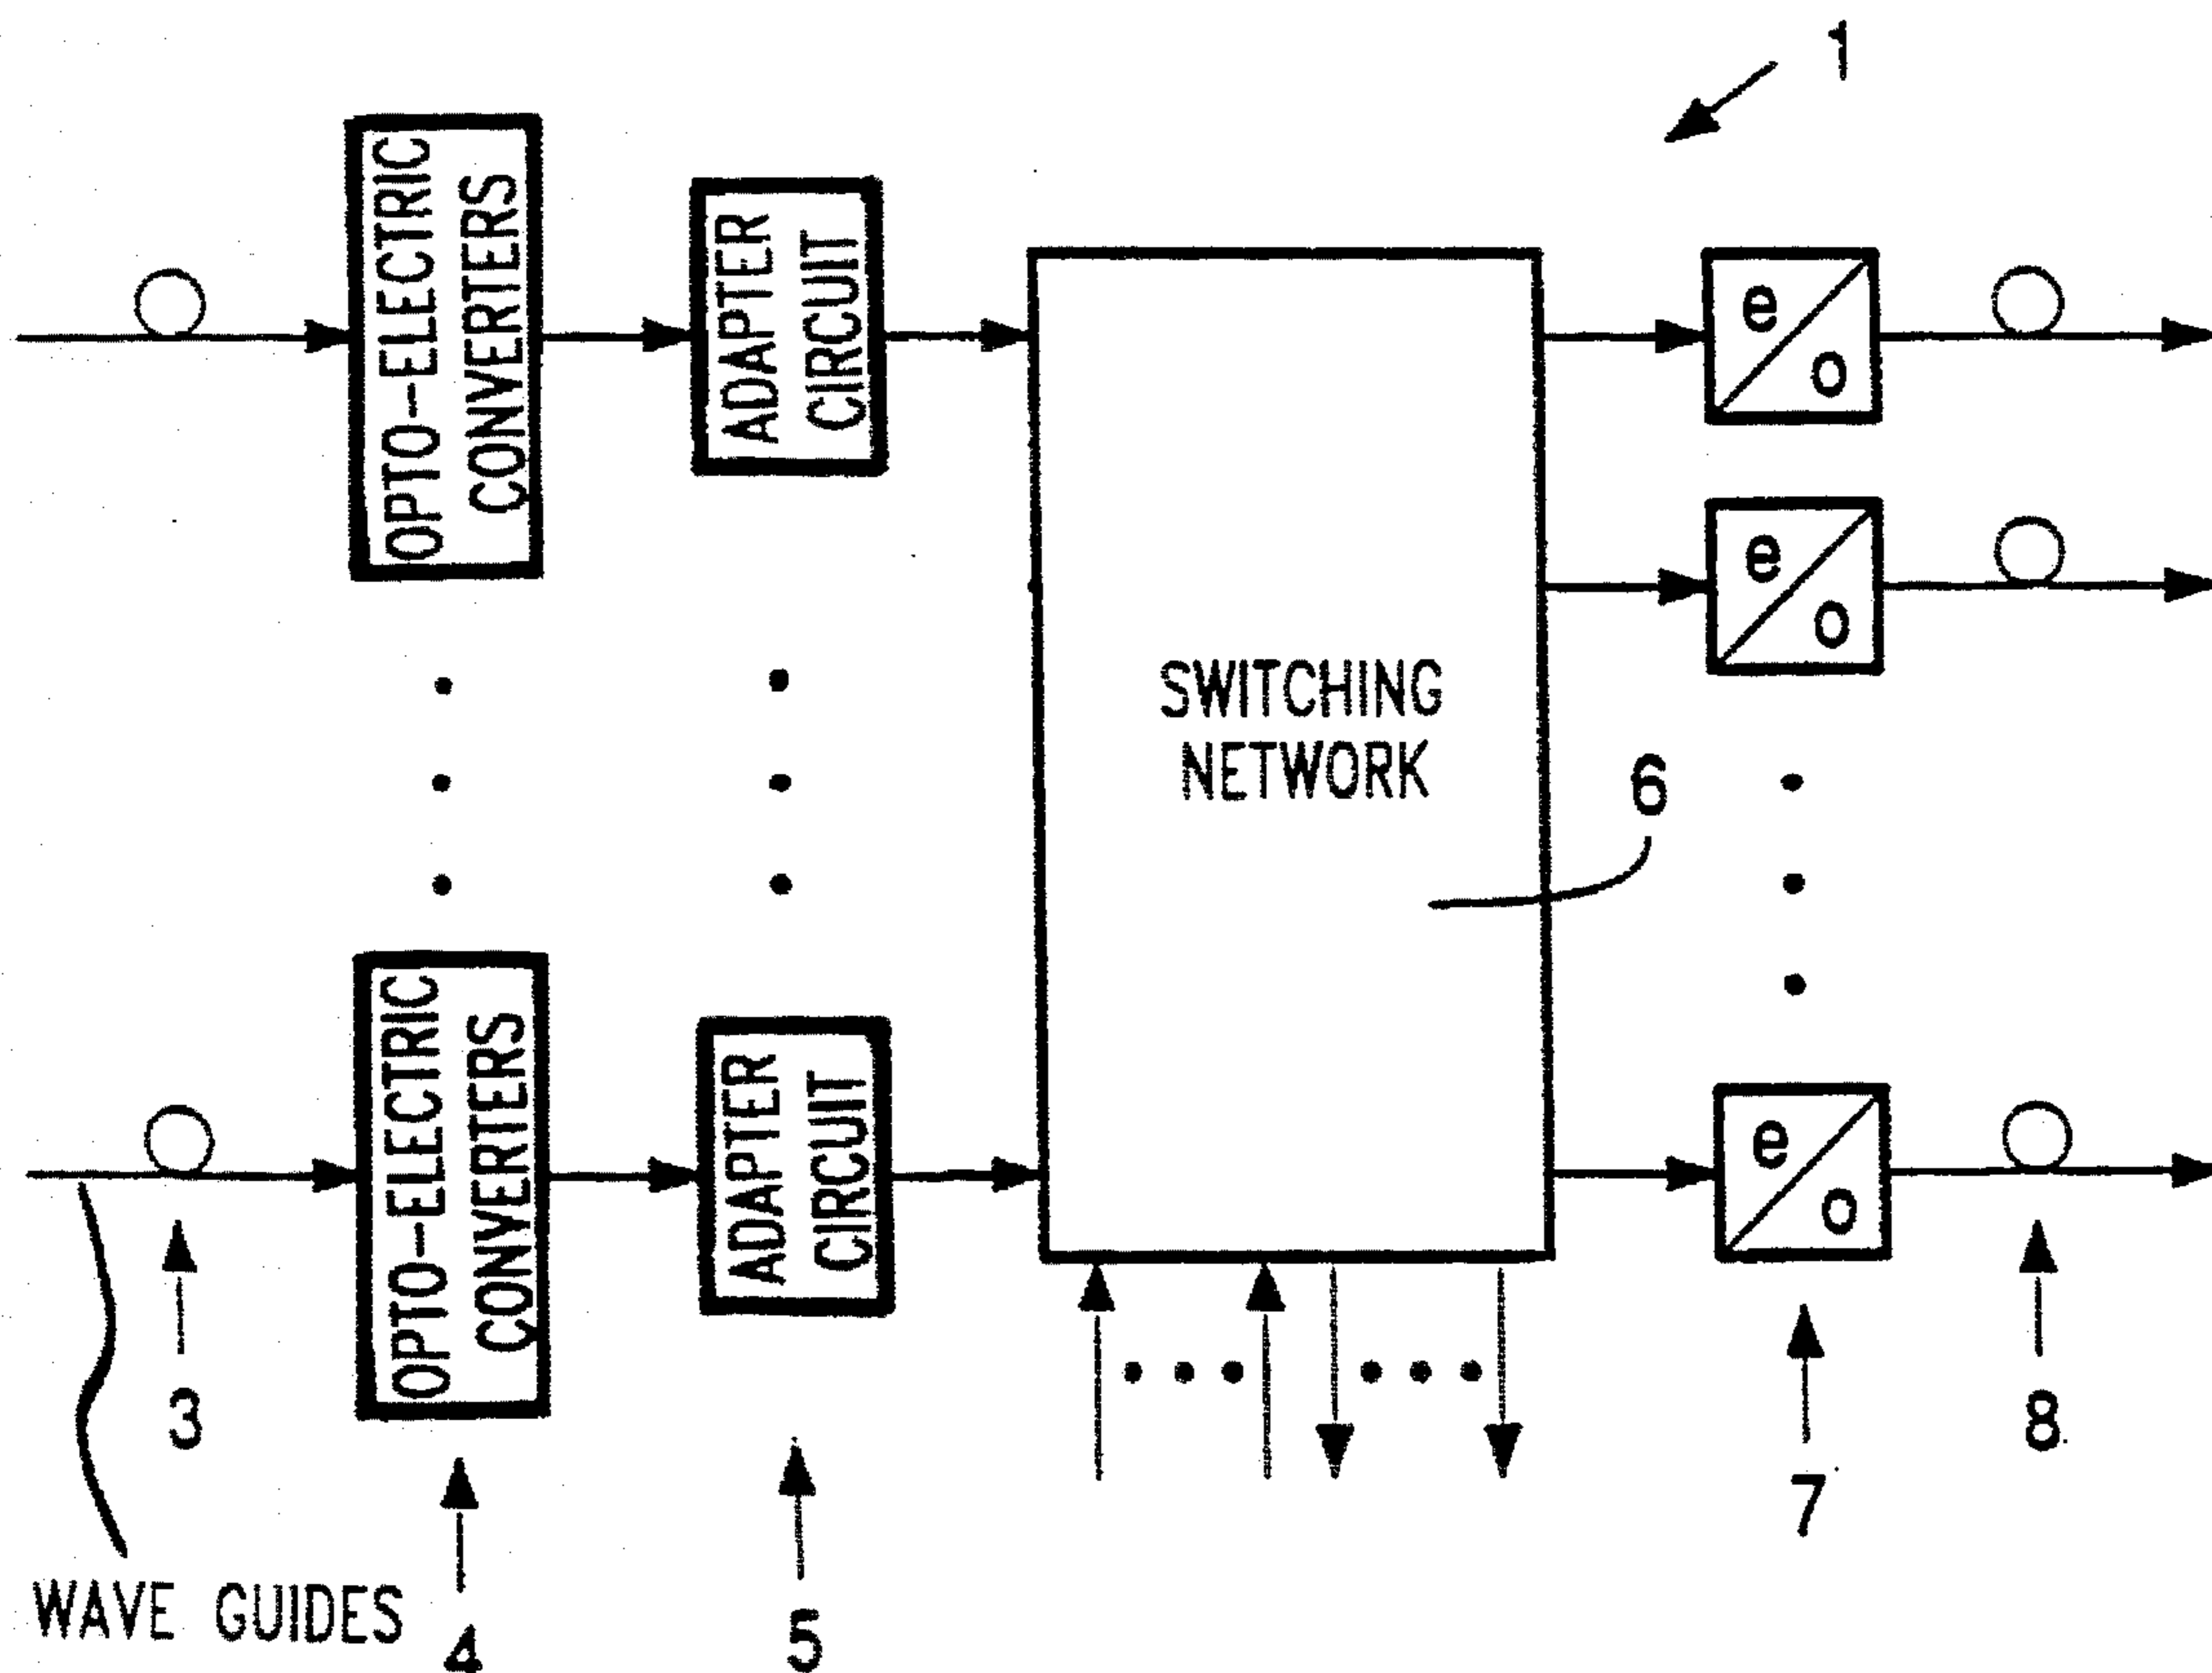 1
OPTO-ELECTRIC
CONVERTERS
ADAPTER
CIRCUIT
e
o
e
o
SWITCHING
NETWORK
6
OPTO-ELECTRIC
CONVERTERS
ADAPTER
CIRCUIT
e
o
3
8
7
WAVE GUIDES
4
5